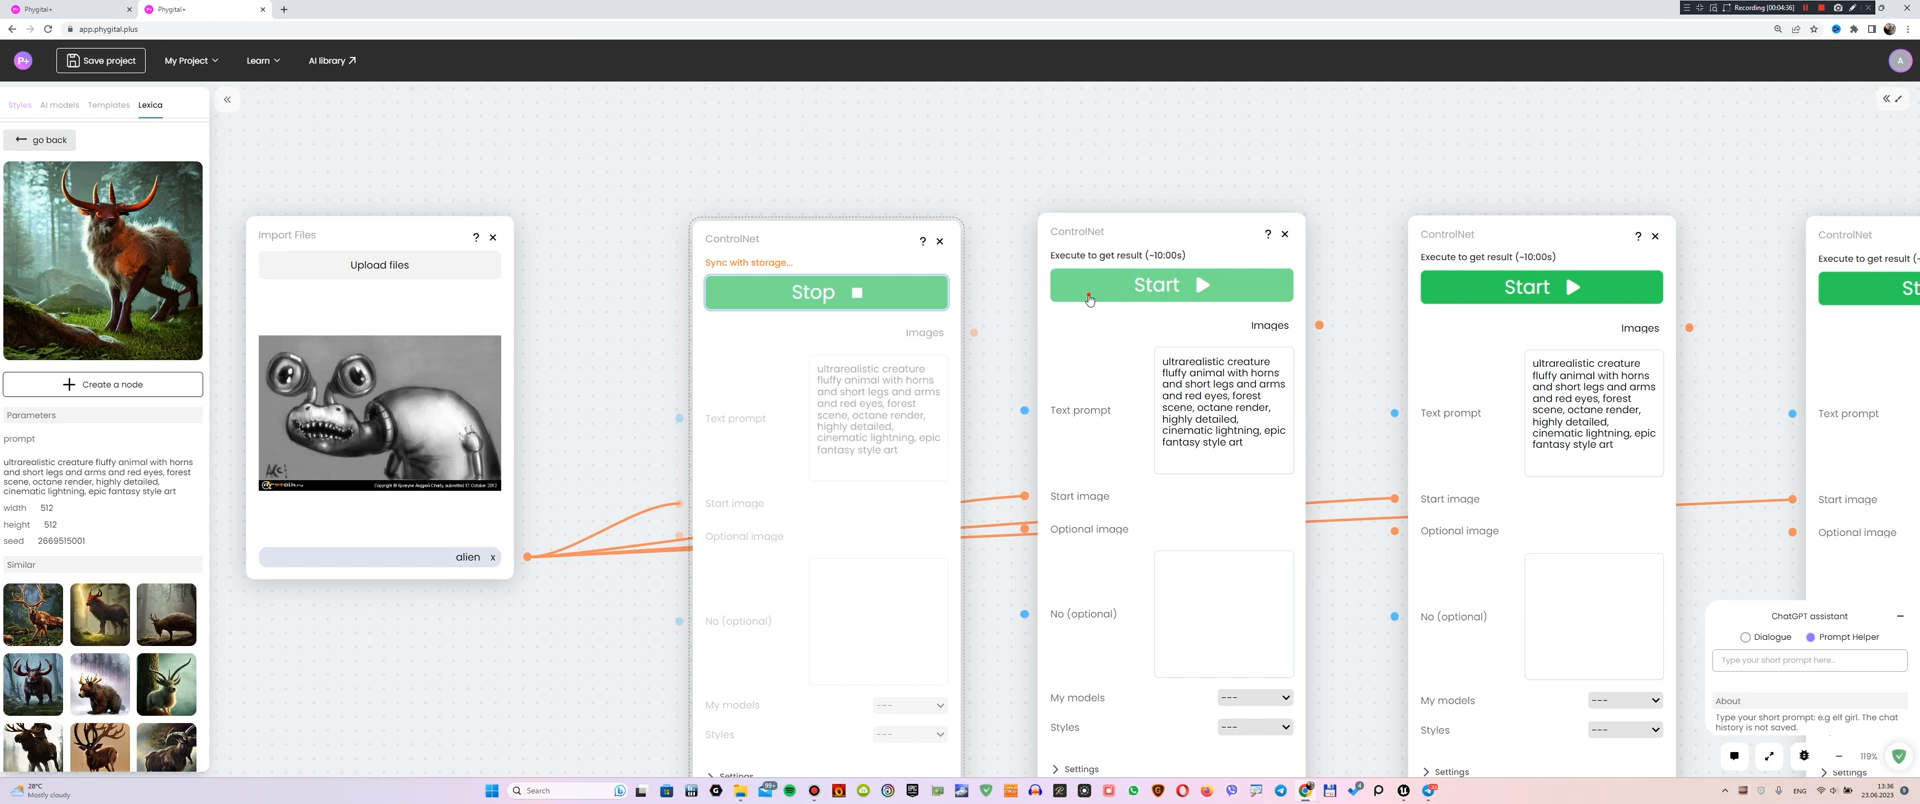 Phygital+
Phygital+
Recording [00:04:36]
app.phygital.plus
P+
Save project
My Project
Learn
AI library
A
Styles
AI models
Templates
Lexica
go back
Create a node
Parameters
prompt
ultrarealistic creature fluffy animal with horns
and short legs and arms and red eyes, forest
scene, octane render, highly detailed,
cinematic lightning, epic fantasy style art
width 512
height 512
seed 2669515001
Similar
Import Files
?
Upload files
alien x
ControlNet
?
Sync with storage...
Stop
Images
Text prompt
ultrarealistic creature
fluffy animal with horns
and short legs and arms
and red eyes, forest
scene, octane render,
highly detailed,
cinematic lightning, epic
fantasy style art
Start image
Optional image
No (optional)
My models
---
Styles
---
Settings
ControlNet
?
Execute to get result (~10:00s)
Start
Images
Text prompt
ultrarealistic creature
fluffy animal with horns
and short legs and arms
and red eyes, forest
scene, octane render,
highly detailed,
cinematic lightning, epic
fantasy style art
Start image
Optional image
No (optional)
My models
---
Styles
---
Settings
ControlNet
?
Execute to get result (~10:00s)
Start
Images
Text prompt
ultrarealistic creature
fluffy animal with horns
and short legs and arms
and red eyes, forest
scene, octane render,
highly detailed,
cinematic lightning, epic
fantasy style art
Start image
Optional image
No (optional)
My models
---
Styles
---
Settings
ControlNet
Execute to get result (~
St
Text prompt
Start image
Optional image
Settings
ChatGPT assistant
Dialogue
Prompt Helper
Type your short prompt here...
About
Type your short prompt: e.g elf girl. The chat
history is not saved.
119%
28°C
Mostly cloudy
Search
99+
ENG
13:36
23.06.2023